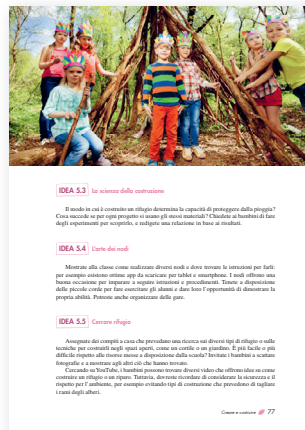 IDEA 5.3 La scienza della costruzione
Il modo in cui è costruito un rifugio determina la capacità di proteggere dalla pioggia?
Cosa succede se per ogni progetto si usano gli stessi materiali? Chiedete ai bambini di fare
degli esperimenti per scoprirlo, e redigete una relazione in base ai risultati.
IDEA 5.4 L'arte dei nodi
Mostrate alla classe come realizzare diversi nodi e dove trovare le istruzioni per farli:
per esempio esistono ottime app da scaricare per tablet e smartphone. I nodi offrono una
buona occasione per imparare a seguire istruzioni e procedimenti. Tenete a disposizione
delle piccole corde per fare esercitare gli alunni e dare loro l'opportunità di dimostrare la
propria abilità. Potreste anche organizzare delle gare.
IDEA 5.5 Cercare rifugio
Assegnate dei compiti a casa che prevedano una ricerca sui diversi tipi di rifugio o sulle
tecniche per costruirli negli spazi aperti, come un cortile o un giardino. È più facile o più
difficile rispetto alle risorse messe a disposizione dalla scuola? Invitate i bambini a scattare
fotografie e a mostrare agli altri ciò che hanno trovato.
Cercando su YouTube, i bambini possono trovare diversi video che offrono idee su come
costruire un rifugio o un riparo. Tuttavia, dovreste ricordare di considerare la sicurezza e il
rispetto per l'ambiente, per esempio evitando tipi di costruzione che prevedono di tagliare
i rami degli alberi.
Creare e costruire 77